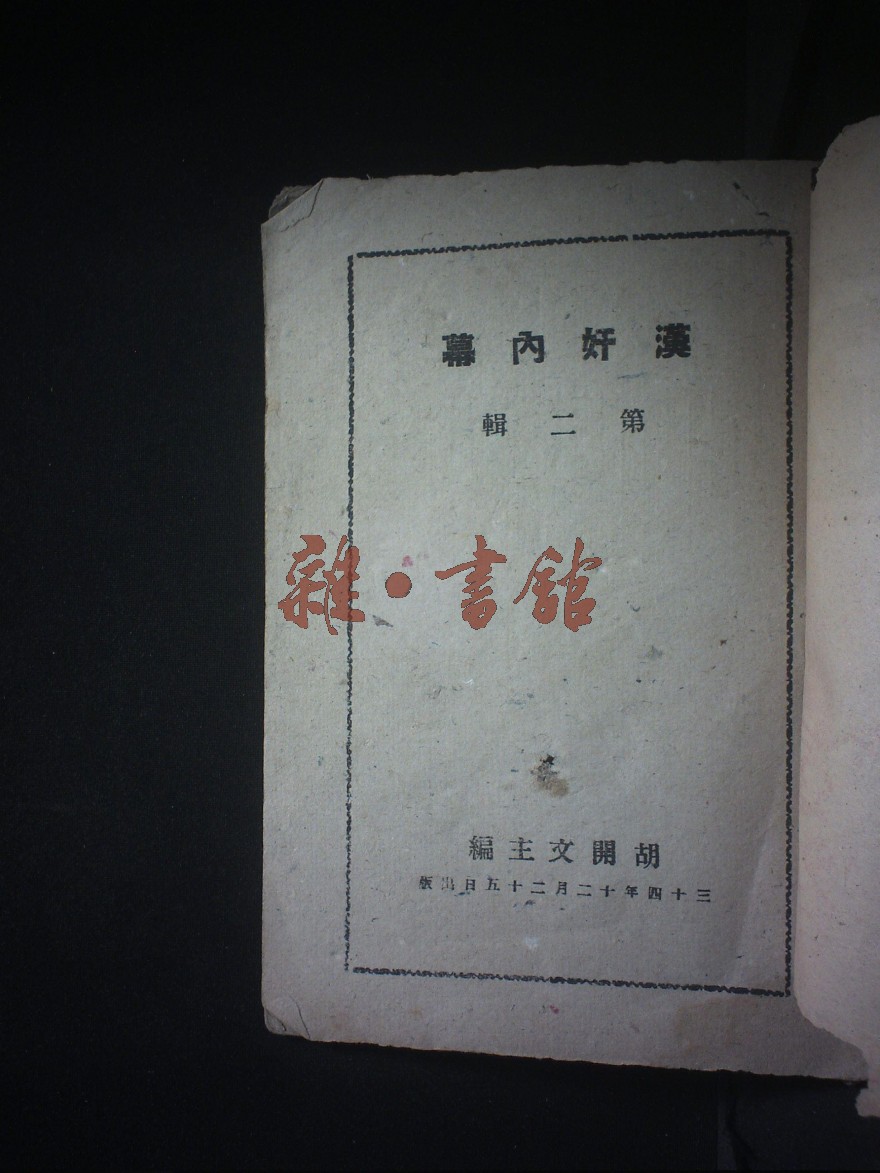 漢奸內幕
第二輯
雜·書館
胡開文主編
三十四年十二月二十五日出版